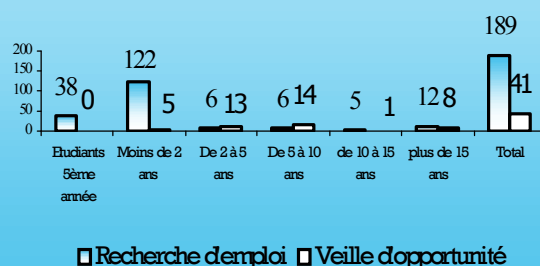 189
200
150
100
50
0
38 0
122 5
6 13
6 14
5 1
12 8
41
Etudiants 5ème année
Moins de 2 ans
De 2 à 5 ans
De 5 à 10 ans
de 10 à 15 ans
plus de 15 ans
Total
Recherche d'emploi Veille d'opportunité